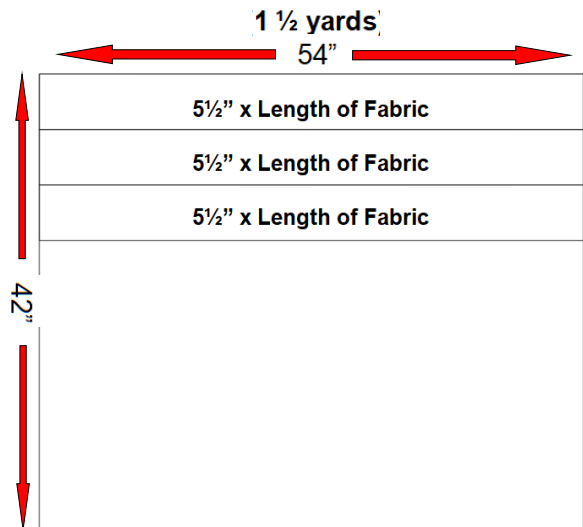 1 ½ yards)
54”
5½” x Length of Fabric
5½” x Length of Fabric
5½” x Length of Fabric
42”